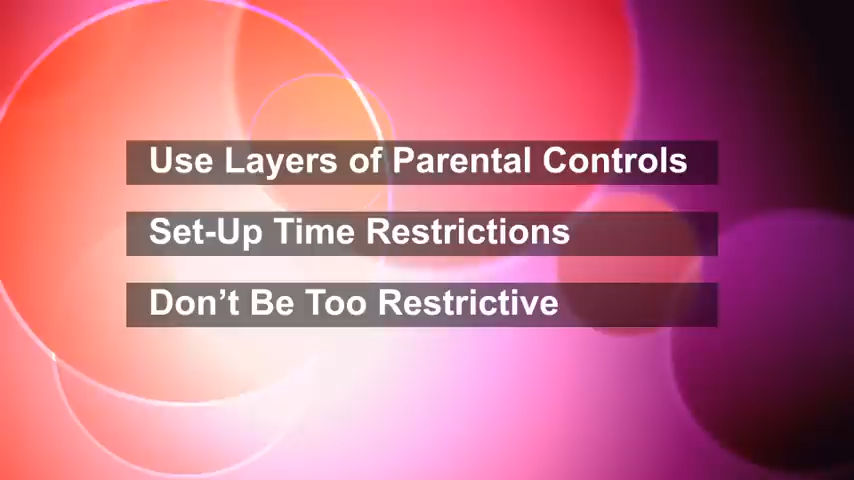 Use Layers of Parental Controls
Set-Up Time Restrictions
Don’t Be Too Restrictive